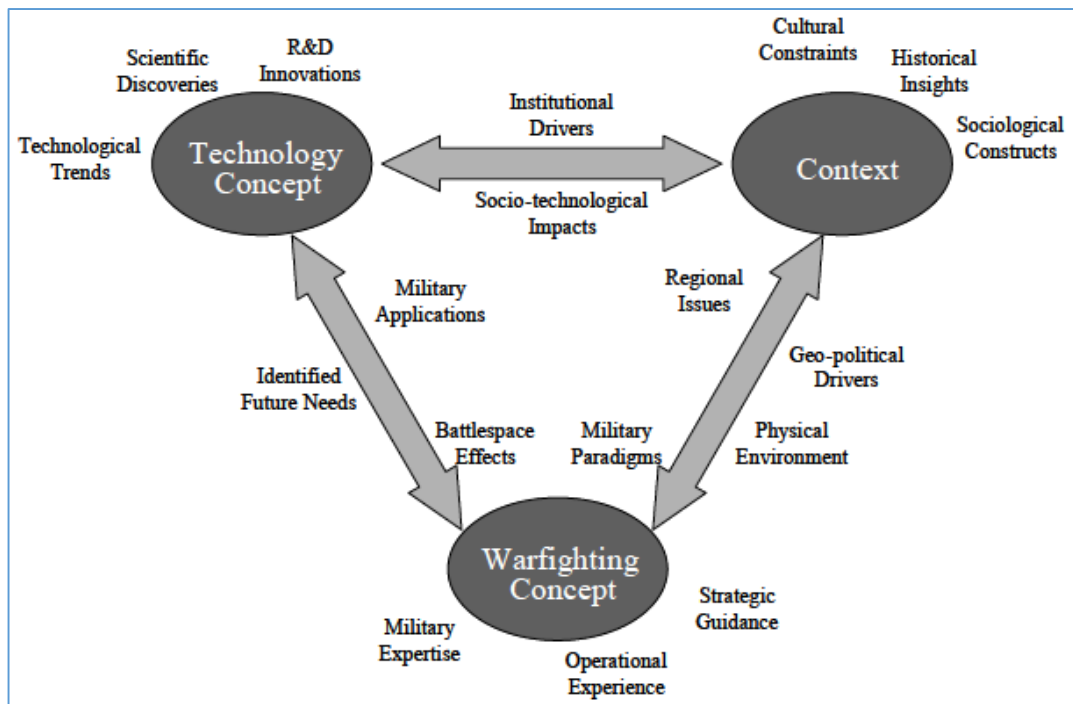 Cultural
Constraints
R&D
Innovations
Scientific
Discoveries
Historical
Insights
Institutional
Drivers
Technological
Trends
Technology
Concept
Context
Sociological
Constructs
Socio-technological
Impacts
Military
Applications
Regional
Issues
Identified
Future Needs
Geo-political
Drivers
Battlespace
Effects
Military
Paradigms
Physical
Environment
Warfighting
Concept
Strategic
Guidance
Military
Expertise
Operational
Experience